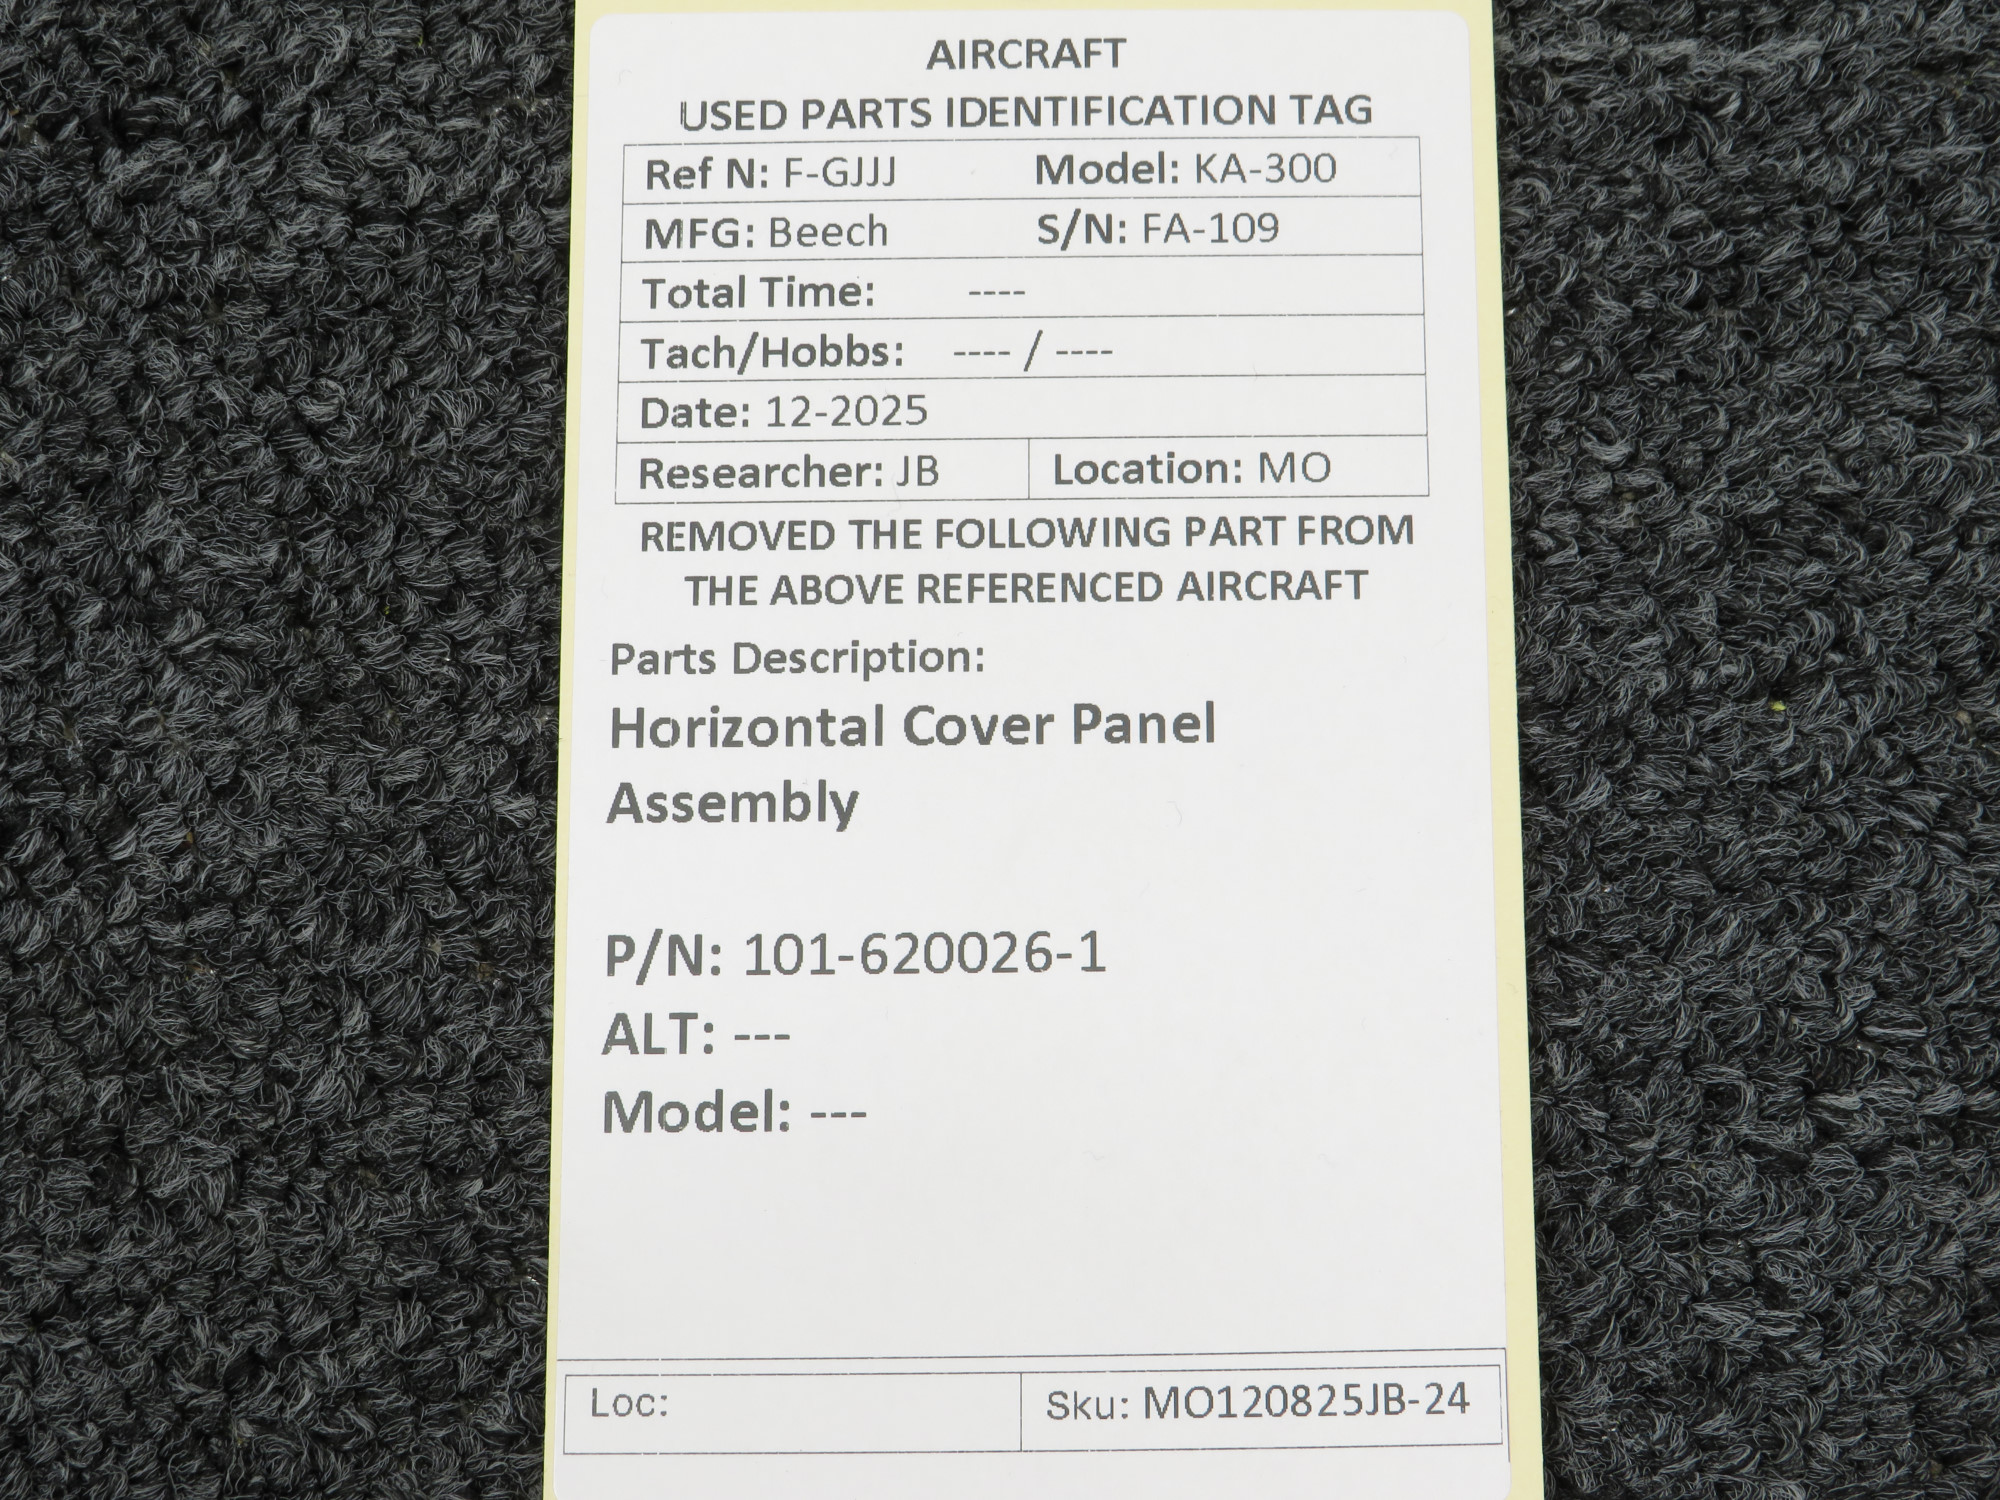 AIRCRAFT
USED PARTS IDENTIFICATION TAG
Ref N: F-GJJJ Model: KA-300
MFG: Beech S/N: FA-109
Total Time: ----
Tach/Hobbs: ---- / ----
Date: 12-2025
Researcher: JB Location: MO
REMOVED THE FOLLOWING PART FROM
THE ABOVE REFERENCED AIRCRAFT
Parts Description:
Horizontal Cover Panel
Assembly
P/N: 101-620026-1
ALT: ---
Model: ---
Loc: Sku: MO120825JB-24